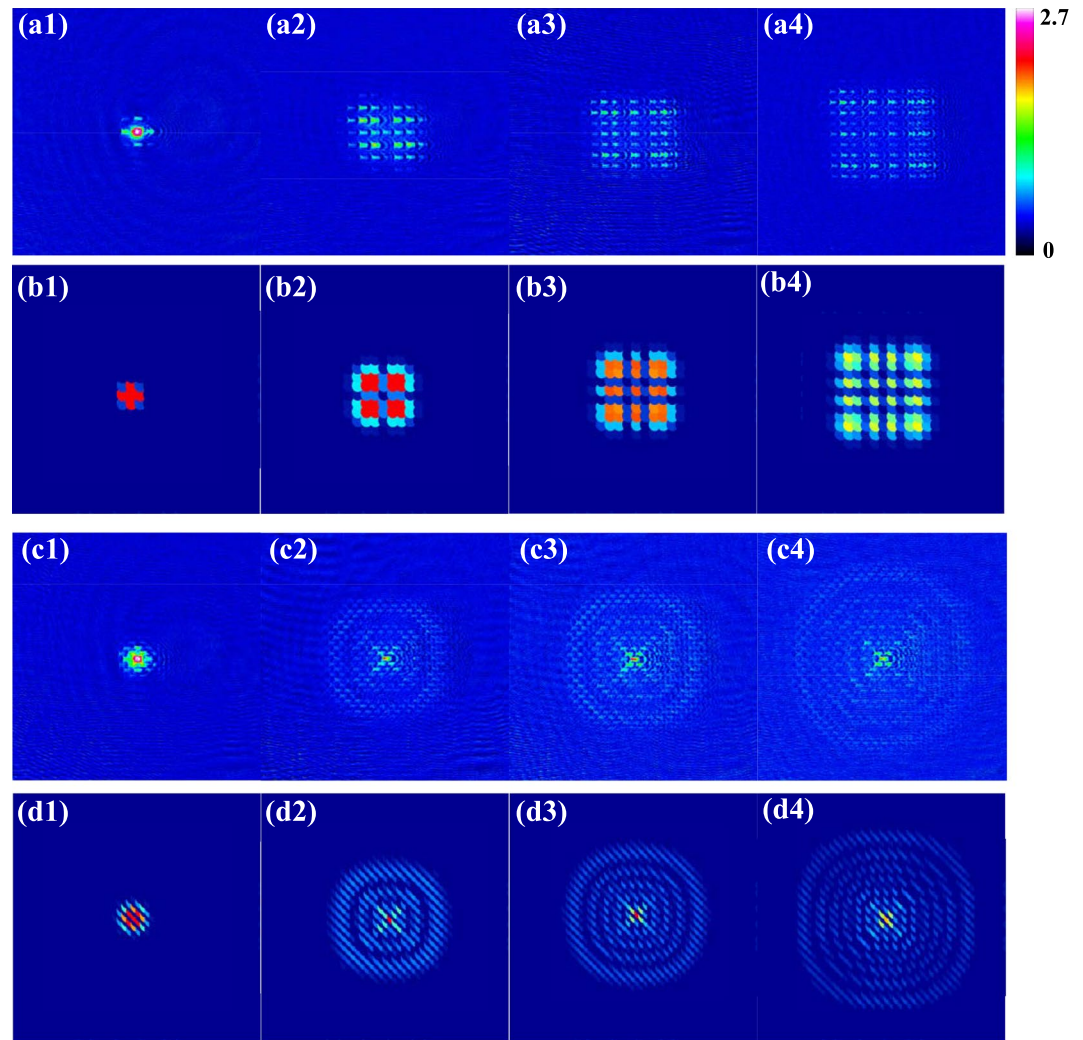 (a1) (a2) (a3) (a4) 2.7
0
(b1) (b2) (b3) (b4)
(c1) (c2) (c3) (c4)
(d1) (d2) (d3) (d4)